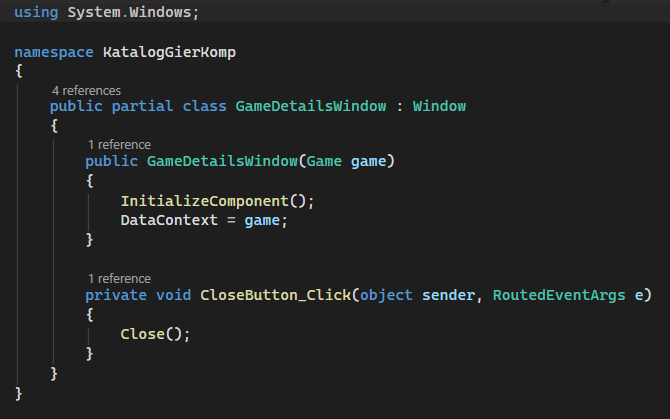 using System.Windows;
namespace KatalogGierKomp
{
4 references
public partial class GameDetailsWindow : Window
{
1 reference
public GameDetailsWindow(Game game)
{
InitializeComponent();
DataContext = game;
}
1 reference
private void CloseButton_Click(object sender, RoutedEventArgs e)
{
Close();
}
}
}